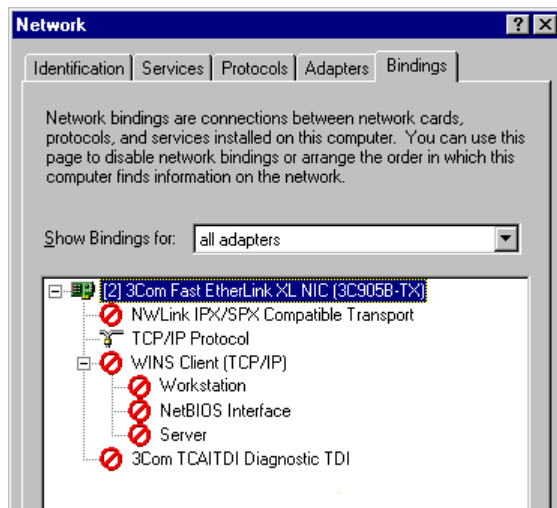 Network
Identification Services Protocols Adapters Bindings
Network bindings are connections between network cards,
protocols, and services installed on this computer. You can use this
page to disable network bindings or arrange the order in which this
computer finds information on the network.
Show Bindings for: all adapters
[2] 3Com Fast EtherLink XL NIC (3C905B-TX)
NWLink IPX/SPX Compatible Transport
TCP/IP Protocol
WINS Client (TCP/IP)
Workstation
NetBIOS Interface
Server
3Com TCAITDI Diagnostic TDI